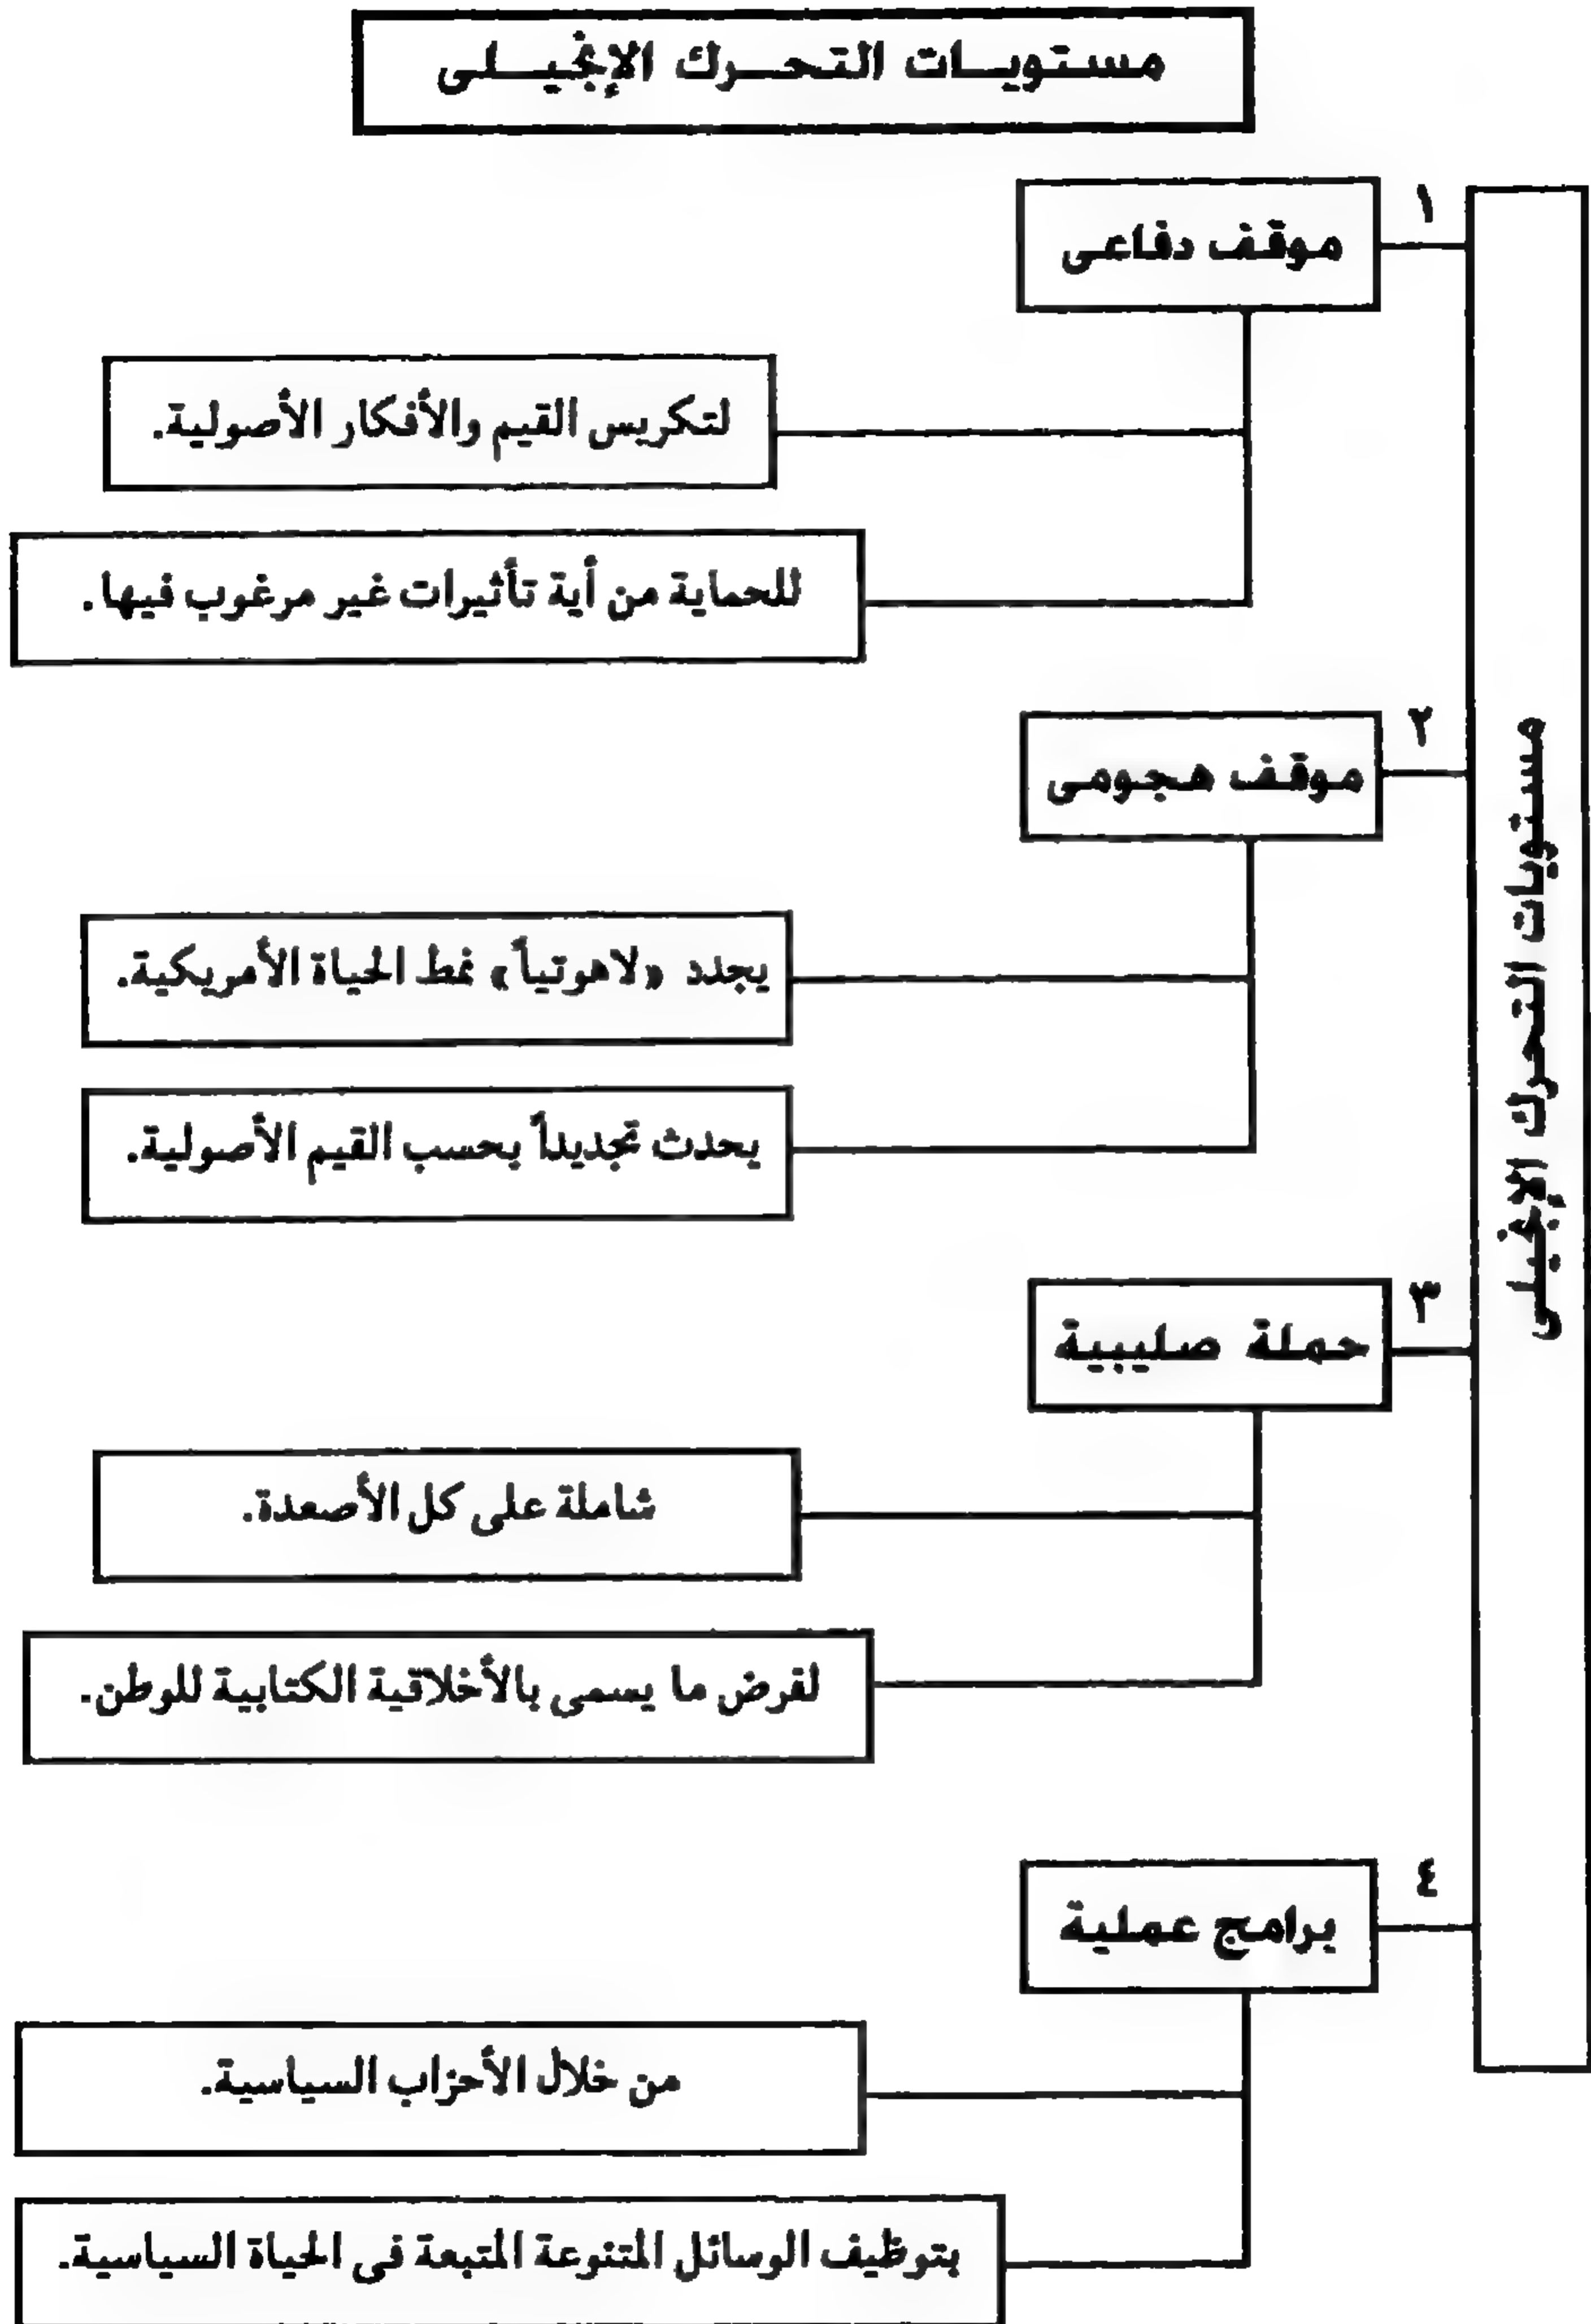 مستويات التحرك الإنجيلى
مستويات التحرك الإنجيلى
١
موقف دفاعى
لتكريس القيم والأفكار الأصولية.
للحماية من أية تأثيرات غير مرغوب فيها.
٢
موقف هجومى
يجدد «لاهوتياً» نمط الحياة الأمريكية.
يحدث تجديداً بحسب القيم الأصولية.
٣
حملة صليبية
شاملة على كل الأصعدة.
لفرض ما يسمى بالأخلاقية الكتابية للوطن.
٤
برامج عملية
من خلال الأحزاب السياسية.
بتوظيف الوسائل المتنوعة المتبعة فى الحياة السياسية.